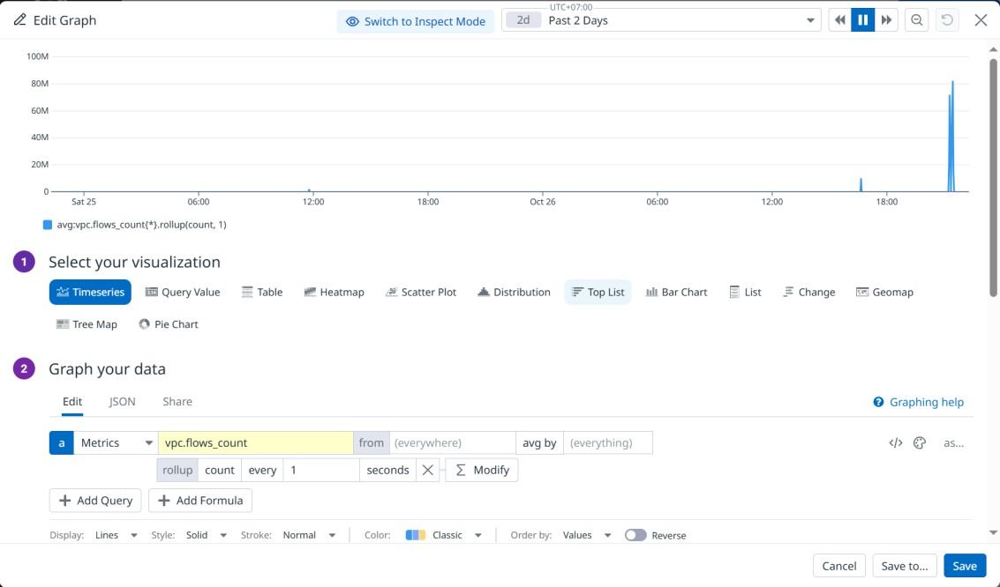 Edit Graph
Switch to Inspect Mode
UTC+07:00
2d Past 2 Days
100M
80M
60M
40M
20M
0
Sat 25 06:00 12:00 18:00 Oct 26 06:00 12:00 18:00
avg:vpc.flows_count{*}.rollup(count, 1)
1 Select your visualization
Timeseries Query Value Table Heatmap Scatter Plot Distribution Top List Bar Chart List Change Geomap
Tree Map Pie Chart
2 Graph your data
Edit JSON Share
? Graphing help
a Metrics vpc.flows_count from (everywhere) avg by (everything) </> as...
rollup count every 1 seconds Σ Modify
+ Add Query + Add Formula
Display: Lines Style: Solid Stroke: Normal Color: Classic Order by: Values Reverse
Cancel Save to... Save